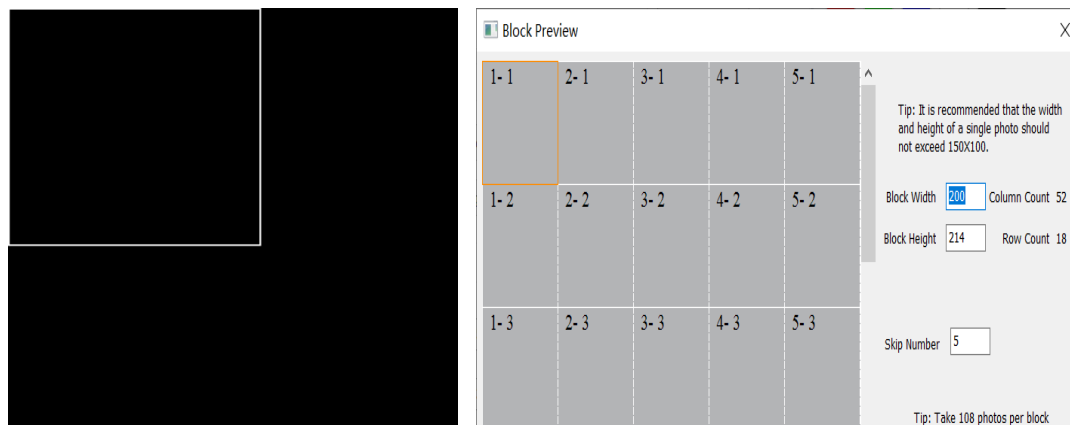 Block Preview
1- 1 2- 1 3- 1 4- 1 5- 1
Tip: It is recommended that the width
and height of a single photo should
not exceed 150X100.
1- 2 2- 2 3- 2 4- 2 5- 2
Block Width 200 Column Count 52
Block Height 214 Row Count 18
1- 3 2- 3 3- 3 4- 3 5- 3
Skip Number 5
Tip: Take 108 photos per block